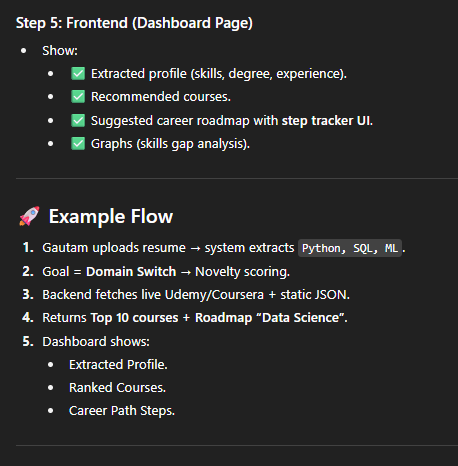 Step 5: Frontend (Dashboard Page)
• Show:
• ✅ Extracted profile (skills, degree, experience).
• ✅ Recommended courses.
• ✅ Suggested career roadmap with step tracker UI.
• ✅ Graphs (skills gap analysis).
🚀 Example Flow
1. Gautam uploads resume → system extracts Python, SQL, ML.
2. Goal = Domain Switch → Novelty scoring.
3. Backend fetches live Udemy/Coursera + static JSON.
4. Returns Top 10 courses + Roadmap “Data Science”.
5. Dashboard shows:
• Extracted Profile.
• Ranked Courses.
• Career Path Steps.